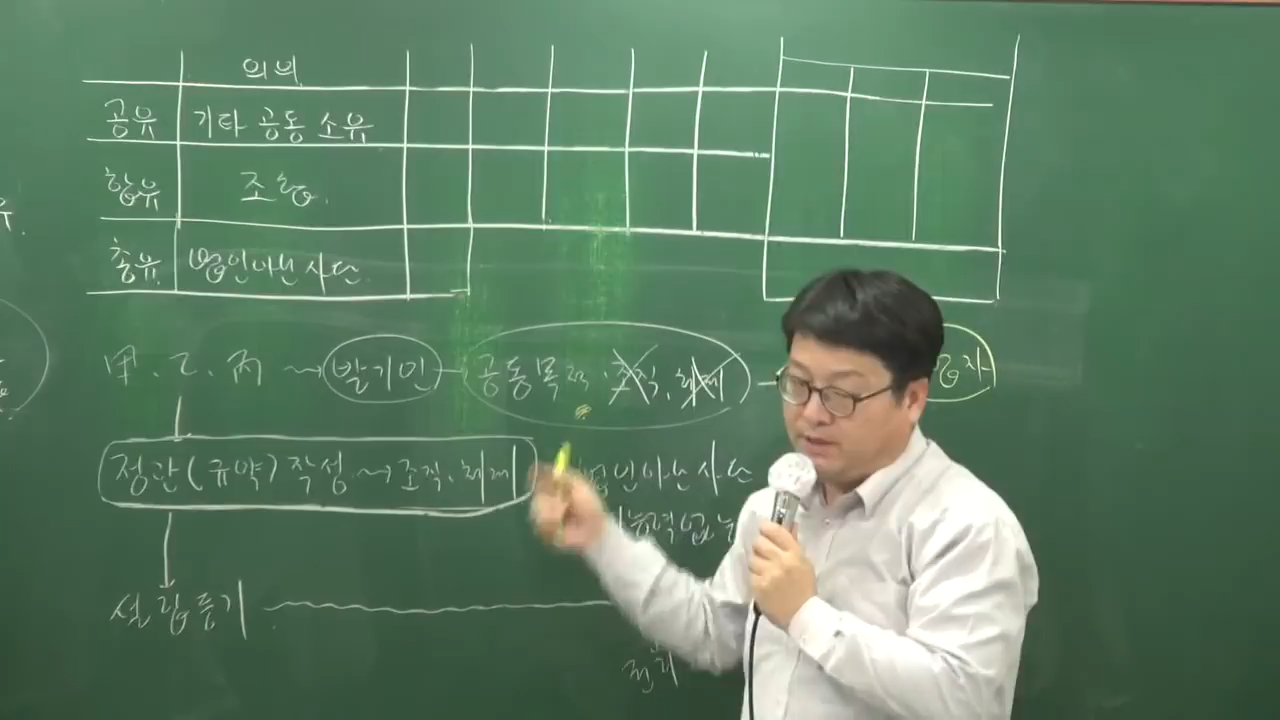 의의
공유 기타 공동 소유
합유 조합.
총유 법인아닌 사단.
甲. 乙. 丙 발기인 공동목적, 조직, 체제
정관(규약) 작성 조직, 체제
법인아닌 사단
설립등기